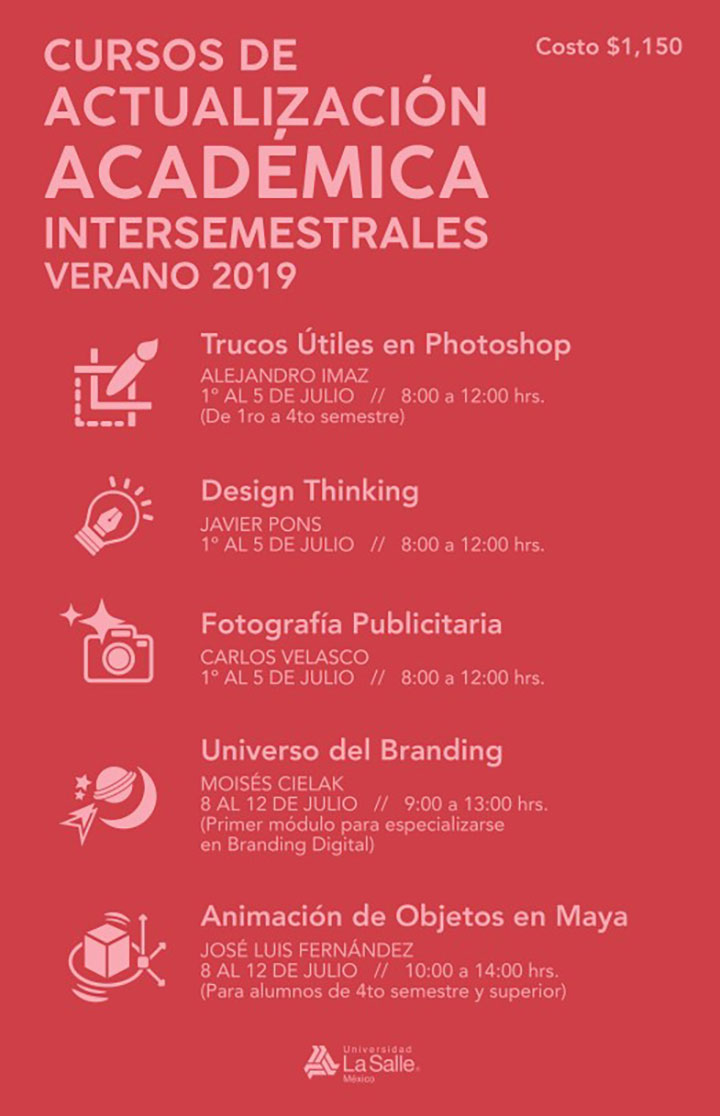 CURSOS DE
ACTUALIZACIÓN
ACADÉMICA
INTERSEMESTRALES
VERANO 2019
Costo $1,150
Trucos Útiles en Photoshop
ALEJANDRO IMAZ
1º AL 5 DE JULIO // 8:00 a 12:00 hrs.
(De 1ro a 4to semestre)
Design Thinking
JAVIER PONS
1º AL 5 DE JULIO // 8:00 a 12:00 hrs.
Fotografía Publicitaria
CARLOS VELASCO
1º AL 5 DE JULIO // 8:00 a 12:00 hrs.
Universo del Branding
MOISÉS CIELAK
8 AL 12 DE JULIO // 9:00 a 13:00 hrs.
(Primer módulo para especializarse
en Branding Digital)
Animación de Objetos en Maya
JOSÉ LUIS FERNÁNDEZ
8 AL 12 DE JULIO // 10:00 a 14:00 hrs.
(Para alumnos de 4to semestre y superior)
Universidad
La Salle
México